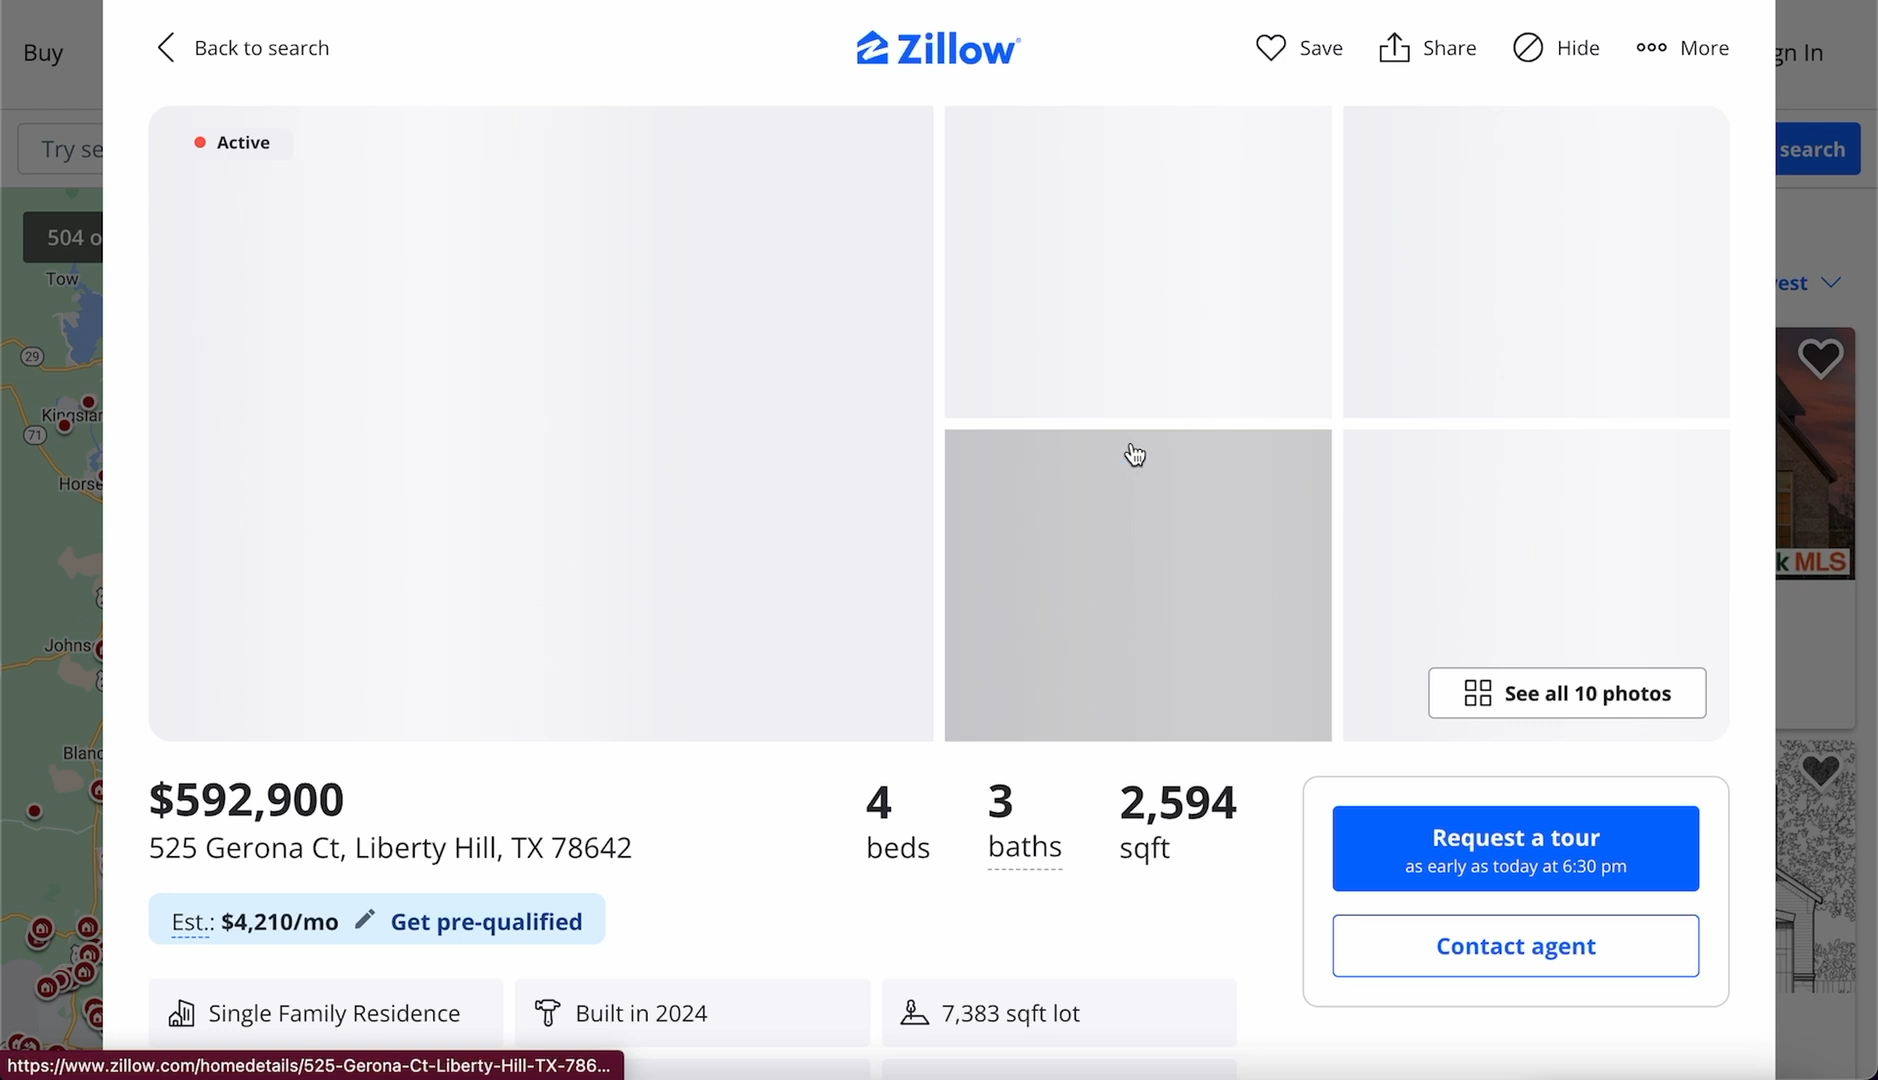 Buy
Back to search
Zillow
Save
Share
Hide
More
gn In
Try se
search
Active
504 o
Tow
29
Kingslar
71
Horse
Johns
Blanc
est
k MLS
See all 10 photos
$592,900
525 Gerona Ct, Liberty Hill, TX 78642
4
beds
3
baths
2,594
sqft
Request a tour
as early as today at 6:30 pm
Est.: $4,210/mo
Get pre-qualified
Contact agent
Single Family Residence
Built in 2024
7,383 sqft lot
https://www.zillow.com/homedetails/525-Gerona-Ct-Liberty-Hill-TX-786...